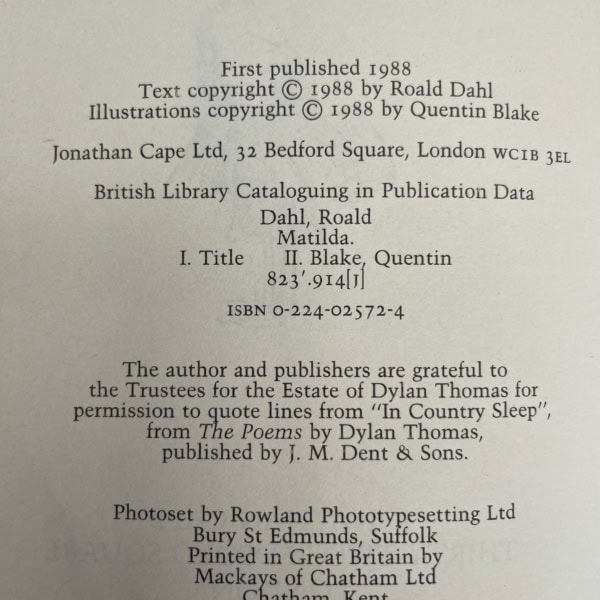 First published 1988
Text copyright © 1988 by Roald Dahl
Illustrations copyright © 1988 by Quentin Blake
Jonathan Cape Ltd, 32 Bedford Square, London WC1B 3EL
British Library Cataloguing in Publication Data
Dahl, Roald
Matilda.
I. Title II. Blake, Quentin
823′.914[J]
ISBN 0-224-02572-4
The author and publishers are grateful to
the Trustees for the Estate of Dylan Thomas for
permission to quote lines from "In Country Sleep",
from The Poems by Dylan Thomas,
published by J. M. Dent & Sons.
Photoset by Rowland Phototypesetting Ltd
Bury St Edmunds, Suffolk
Printed in Great Britain by
Mackays of Chatham Ltd
Chatham, Kent